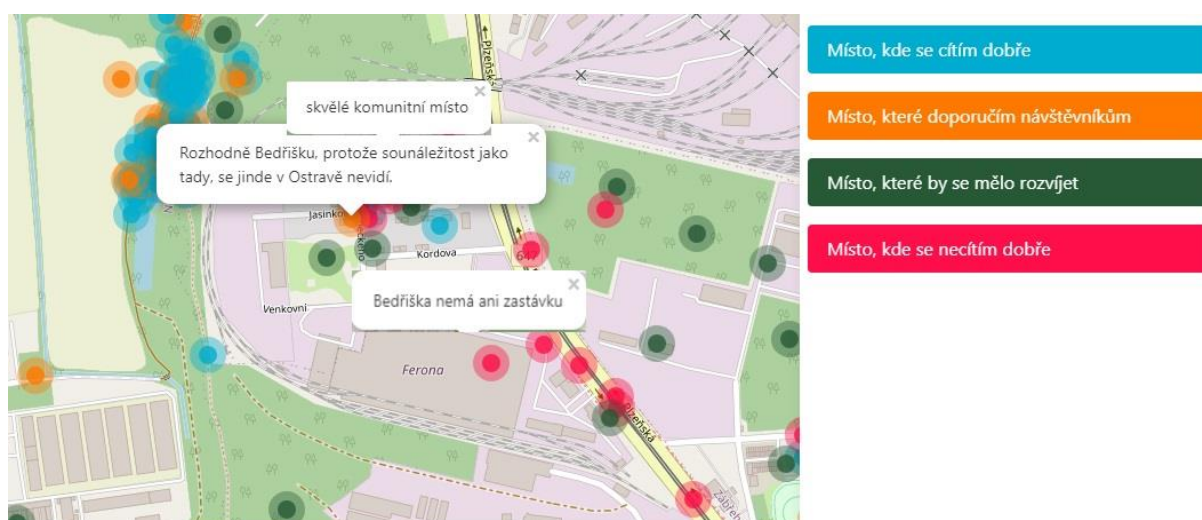 Plzeňská
skvělé komunitní místo
×
Rozhodně Bedřišku, protože sounáležitost jako
tady, se jinde v Ostravě nevidí.
×
Kordova
647
Venkovní
Bedřiška nemá ani zastávku
×
Ferona
Plzeňská
Místo, kde se cítím dobře
Místo, které doporučím návštěvníkům
Místo, které by se mělo rozvíjet
Místo, kde se necítím dobře